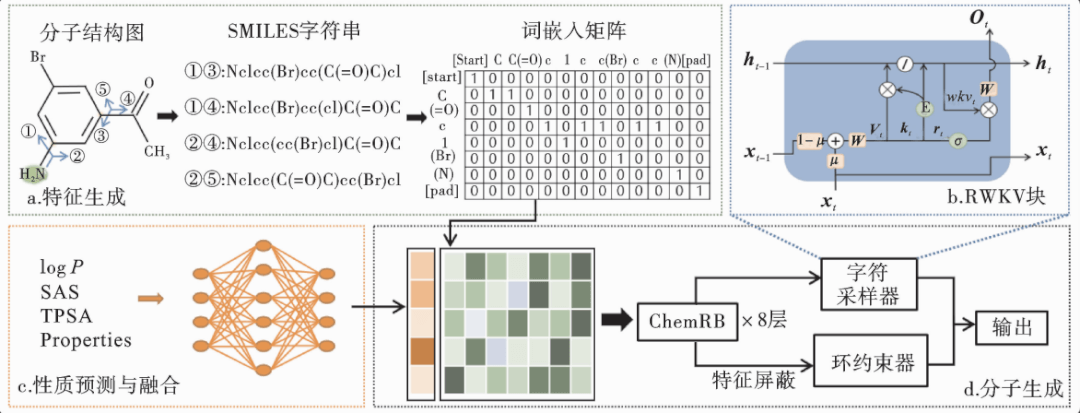 分子结构图
SMILES字符串
词嵌入矩阵
Br
O
CH₃
H₂N
① ② ③ ④ ⑤
①③:Nclcc(Br)cc(C(=O)C)cl
①④:Nclcc(Br)cc(cl)C(=O)C
②④:Nclcc(cc(Br)cl)C(=O)C
②⑤:Nclcc(C(=O)C)cc(Br)cl
a.特征生成
[Start] C C(=O) c 1 c c(Br) c c (N)[pad]
[start] 1 0 0 0 0 0 0 0 0 0 0
C 0 1 1 0 0 0 0 0 0 0 0
(=O) 0 0 0 1 0 0 0 0 0 0 0
c 0 0 0 0 1 0 1 1 0 1 1 0 0
1 0 0 0 0 0 1 0 0 0 0 0 0 0
(Br) 0 0 0 0 0 0 0 0 1 0 0 0 0
(N) 0 0 0 0 0 0 0 0 0 0 0 1 0
[pad] 0 0 0 0 0 0 0 0 0 0 0 0 1
O_t
h_{t-1}
h_t
/
E
wkv_t
W
V_t
k_t
r_t
σ
1-μ
+
W
μ
x_{t-1}
x_t
x_t
b.RWKV块
log P
SAS
TPSA
Properties
c.性质预测与融合
ChemRB
×8层
字符
采样器
特征屏蔽
环约束器
输出
d.分子生成